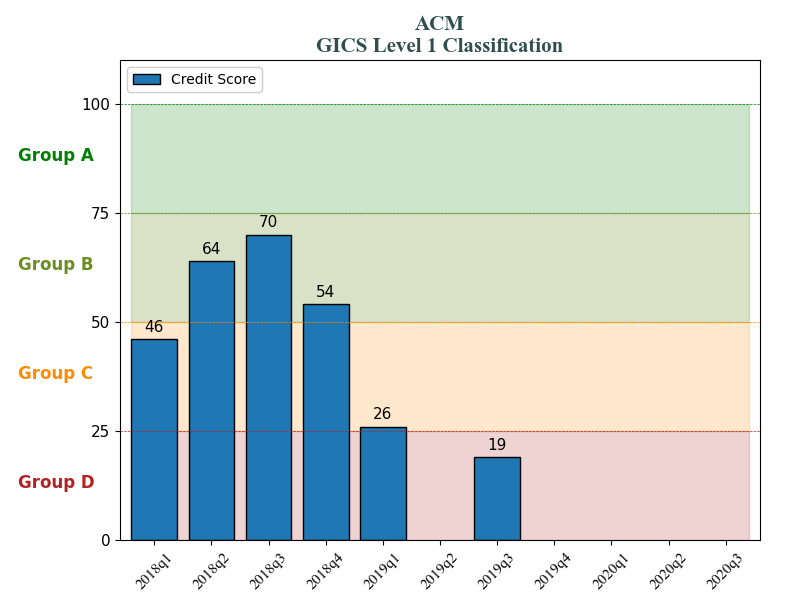 ACM
GICS Level 1 Classification
Credit Score
100
Group A
75
70
64
Group B
54
50
46
Group C
26
25
19
Group D
0
2018q1 2018q2 2018q3 2018q4 2019q1 2019q2 2019q3 2019q4 2020q1 2020q2 2020q3